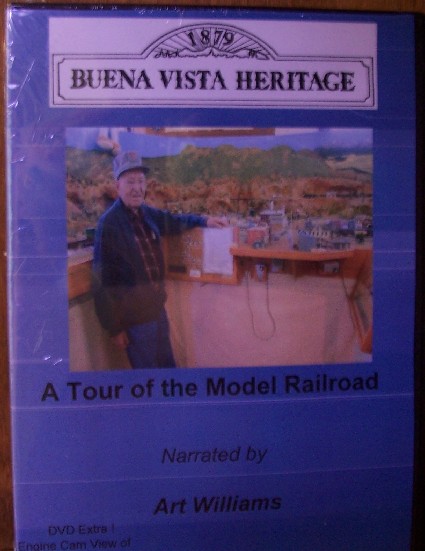 1879
BUENA VISTA HERITAGE
A Tour of the Model Railroad
Narrated by
Art Williams
DVD Extra !
Engine Cam View of